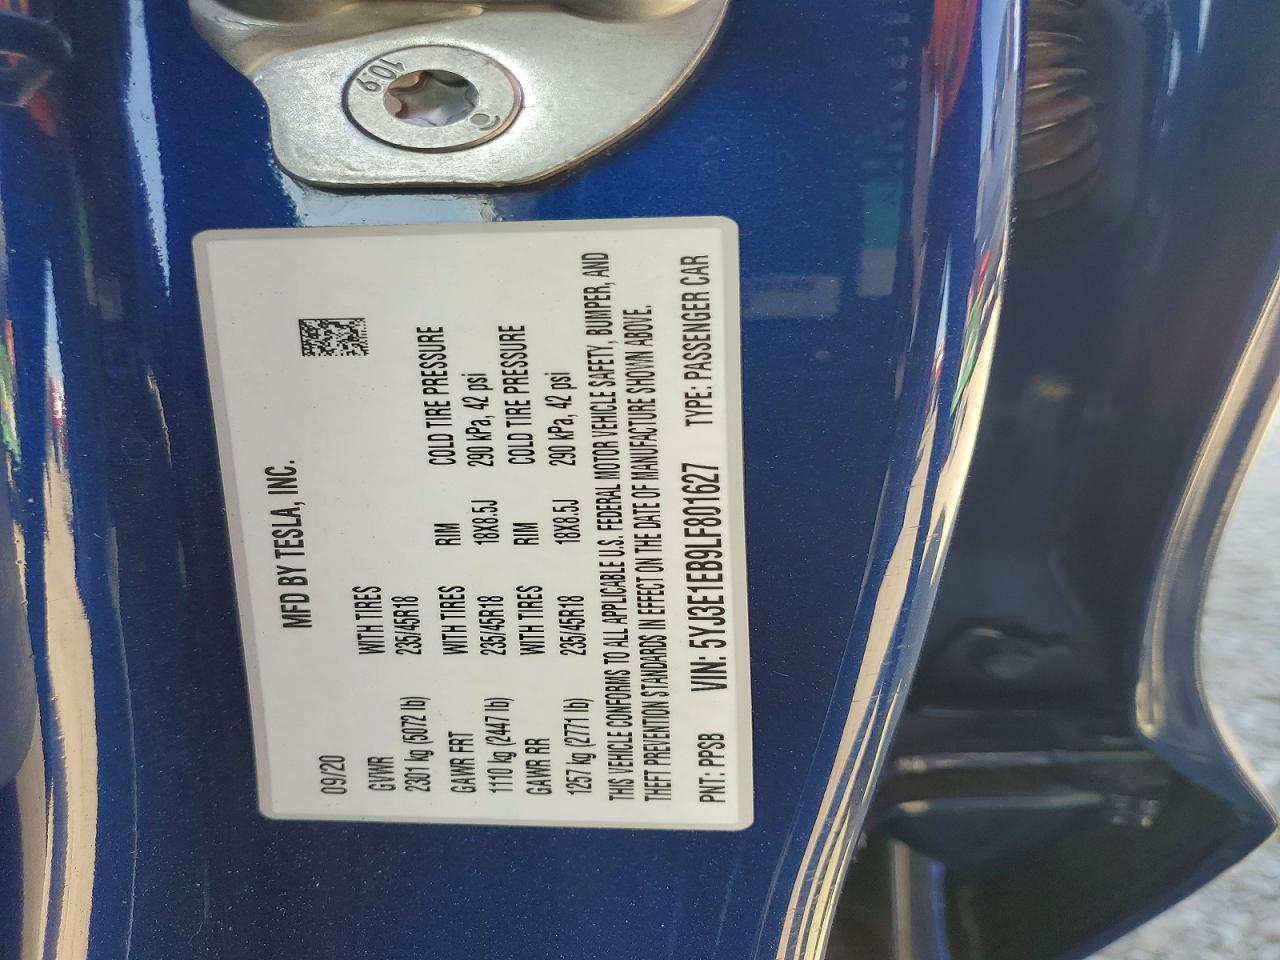 10.9
MFD BY TESLA, INC.
09/20
GVWR WITH TIRES
2301 kg (5072 lb) 235/45R18
GAWR FRT WITH TIRES RIM COLD TIRE PRESSURE
1110 kg (2447 lb) 235/45R18 18X8.5J 290 kPa, 42 psi
GAWR RR WITH TIRES RIM COLD TIRE PRESSURE
1257 kg (2771 lb) 235/45R18 18X8.5J 290 kPa, 42 psi
THIS VEHICLE CONFORMS TO ALL APPLICABLE U.S. FEDERAL MOTOR VEHICLE SAFETY, BUMPER, AND
THEFT PREVENTION STANDARDS IN EFFECT ON THE DATE OF MANUFACTURE SHOWN ABOVE.
PNT: PPSB VIN: 5YJ3E1EB9LF801627 TYPE: PASSENGER CAR